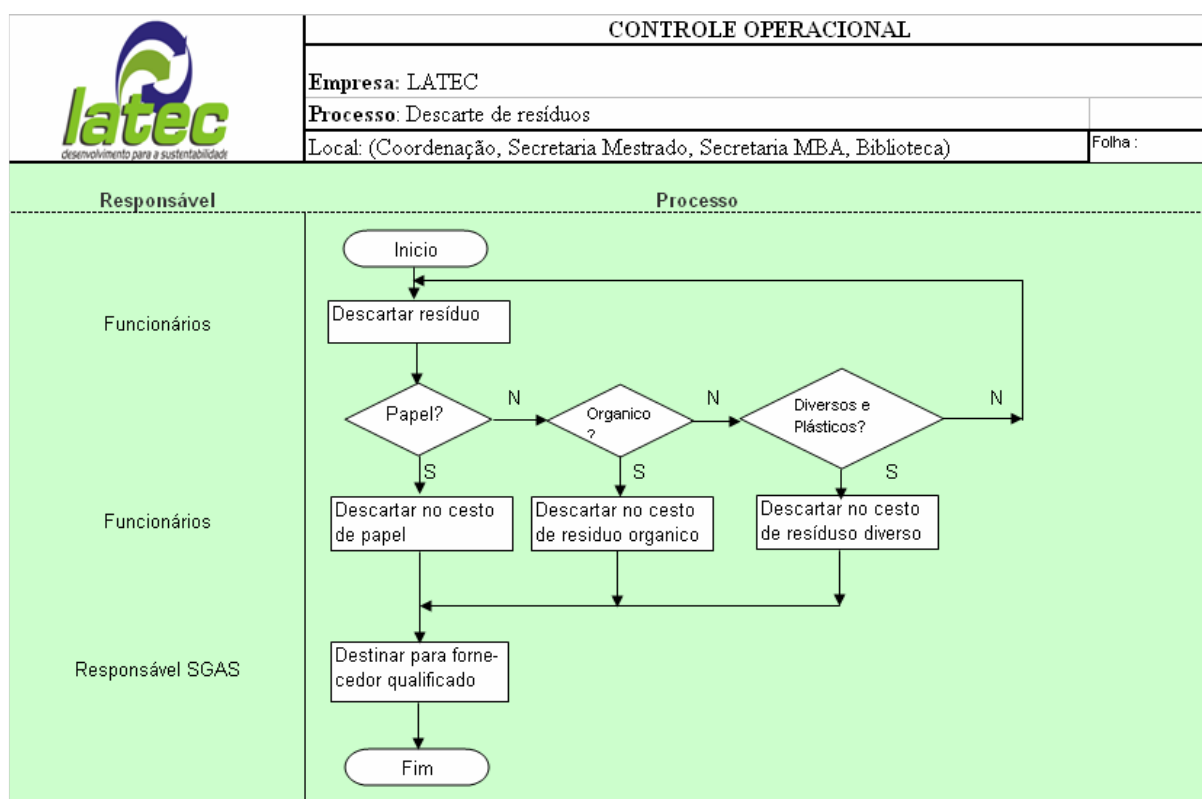 latec
desenvolvimento para a sustentabilidade
CONTROLE OPERACIONAL
Empresa: LATEC
Processo: Descarte de resíduos
Local: (Coordenação, Secretaria Mestrado, Secretaria MBA, Biblioteca)
Folha :
Responsável
Processo
Inicio
Funcionários
Descartar resíduo
Papel?
N
Organico
?
N
Diversos e
Plásticos?
N
S
S
S
Funcionários
Descartar no cesto
de papel
Descartar no cesto
de residuo organico
Descartar no cesto
de resíduso diverso
Responsável SGAS
Destinar para forne-
cedor qualificado
Fim